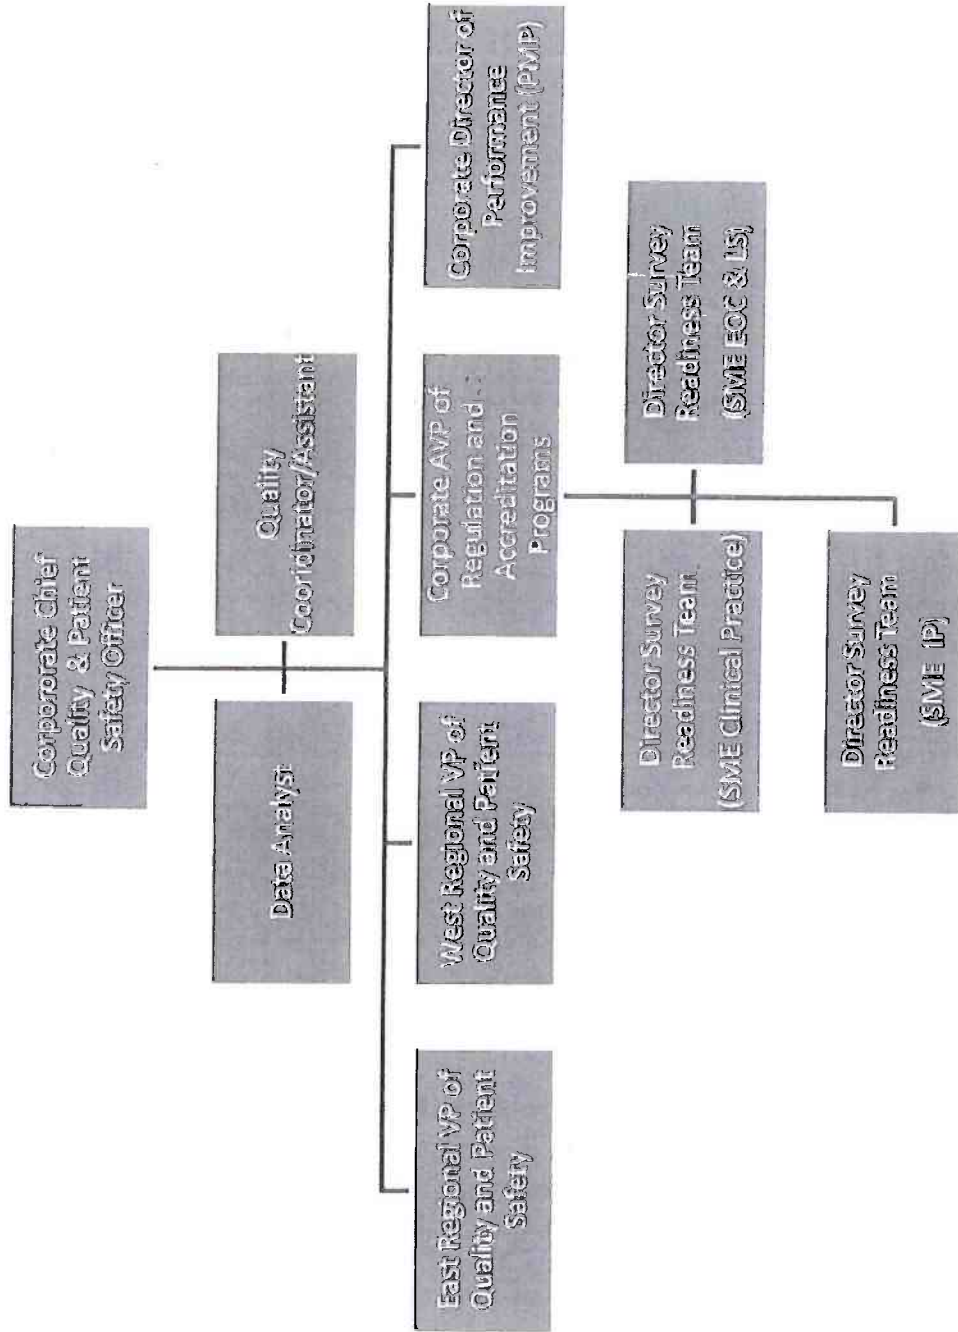 Corpororate Chief
Quality & Patient
Safety Officer
Data Analyst
Quality
Cooridinator/Assistant
East Regional VP of
Quality and Patient
Safety
West Regional VP of
Quality and Patient
Safety
Corporate AVP of
Regulation and
Accreditation
Programs
Corporate Director of
Performance
Improvement (PMP)
Director Survey
Readiness Team
(SME Clinical Practice)
Director Survey
Readiness Team
(SME EOC & LS)
Director Survey
Readiness Team
(SME IP)